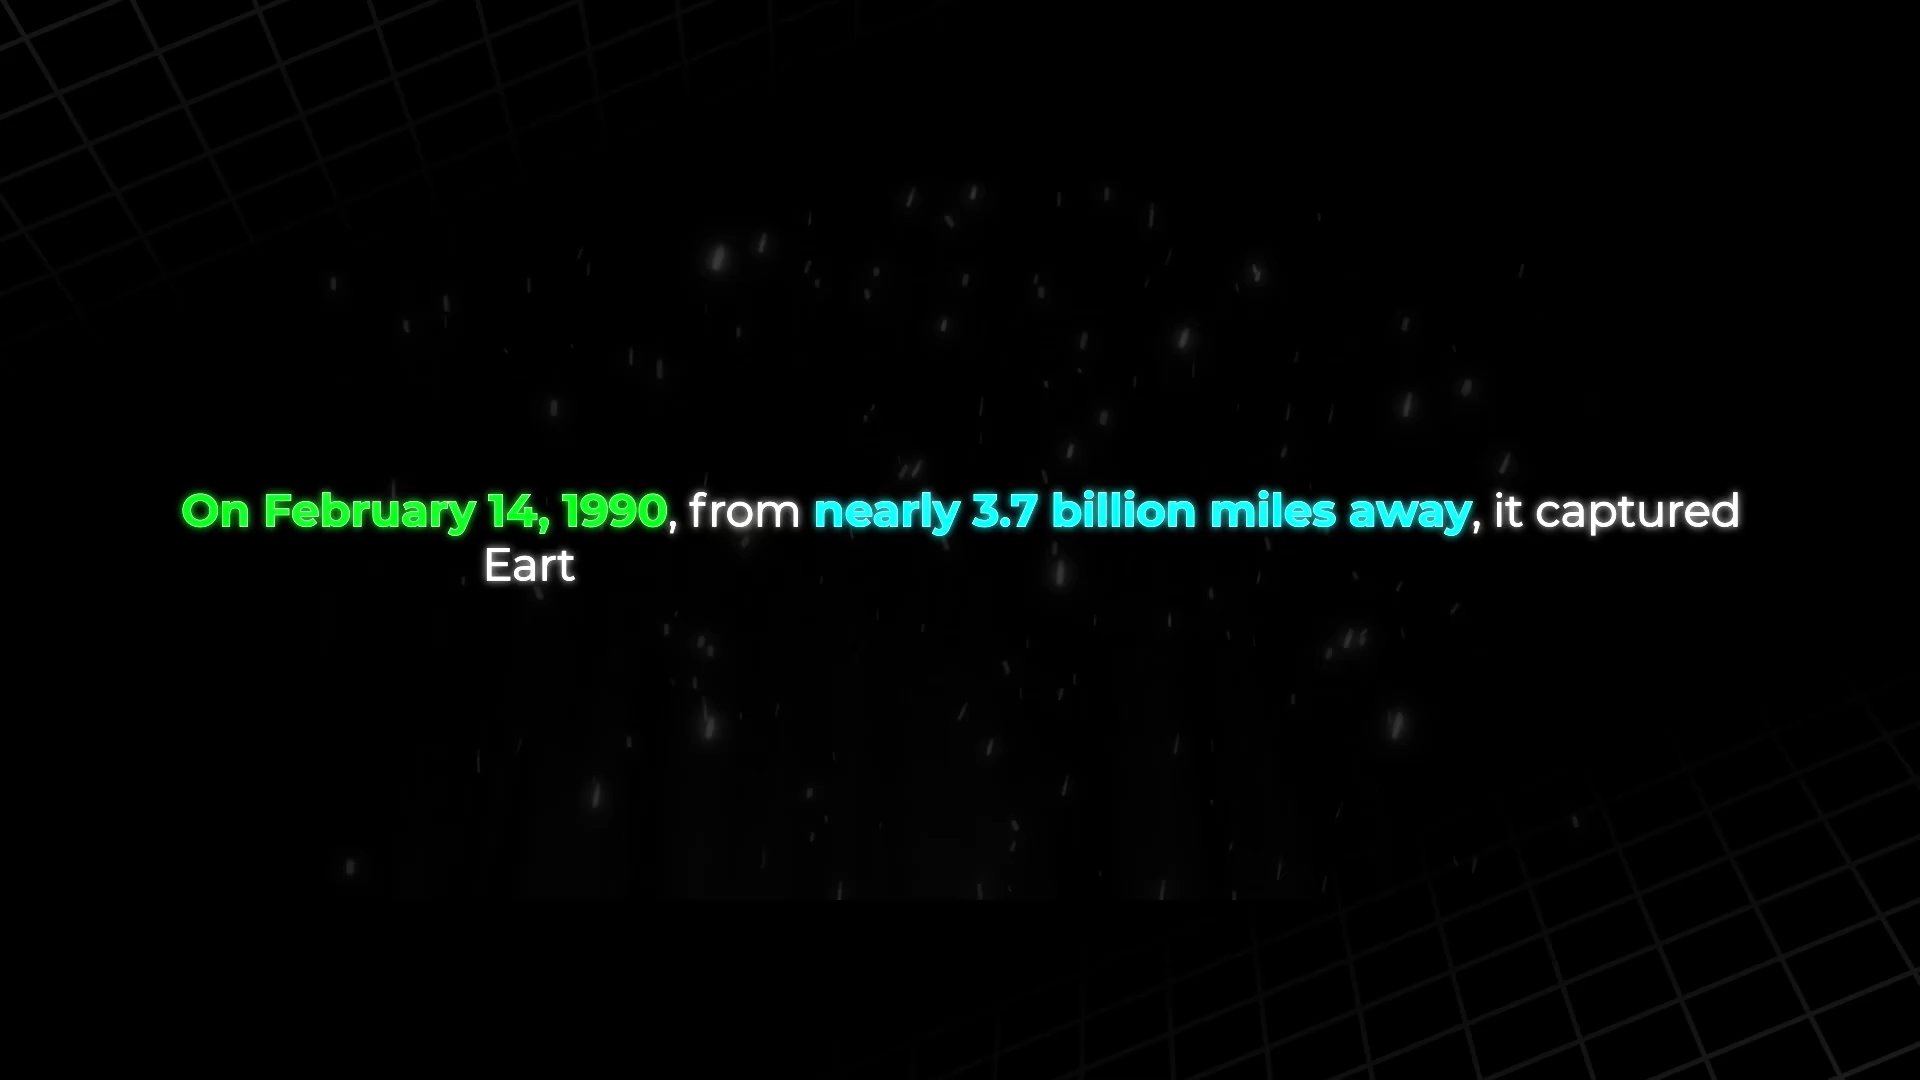 On February 14, 1990, from nearly 3.7 billion miles away, it captured
Eart